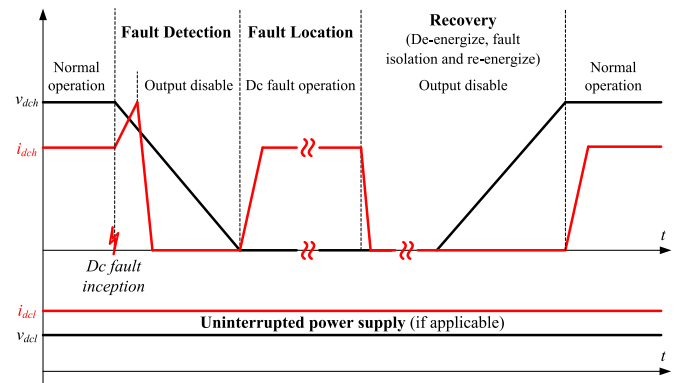 Recovery
(De-energize, fault
isolation and re-energize)
Fault Detection
Fault Location
Normal
operation
Output disable
Dc fault operation
Output disable
Normal
operation
v_dch
i_dch
t
Dc fault
inception
i_dcl
Uninterrupted power supply (if applicable)
v_dcl
t